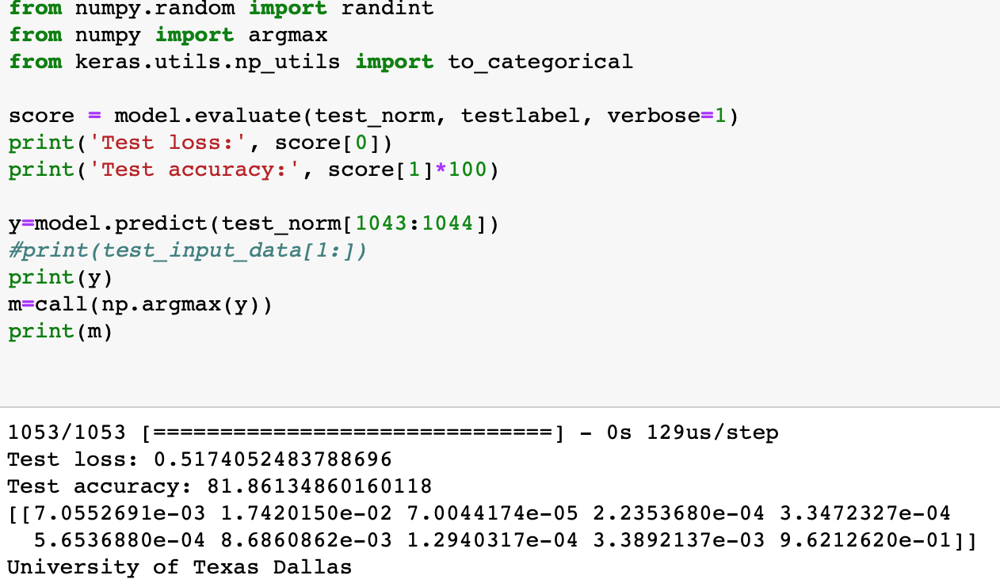 from numpy.random import randint
from numpy import argmax
from keras.utils.np_utils import to_categorical
score = model.evaluate(test_norm, testlabel, verbose=1)
print('Test loss:', score[0])
print('Test accuracy:', score[1]*100)
y=model.predict(test_norm[1043:1044])
#print(test_input_data[1:])
print(y)
m=call(np.argmax(y))
print(m)
1053/1053 [==============================] - 0s 129us/step
Test loss: 0.5174052483788696
Test accuracy: 81.86134860160118
[[7.0552691e-03 1.7420150e-02 7.0044174e-05 2.2353680e-04 3.3472327e-04
5.6536880e-04 8.6860862e-03 1.2940317e-04 3.3892137e-03 9.6212620e-01]]
University of Texas Dallas